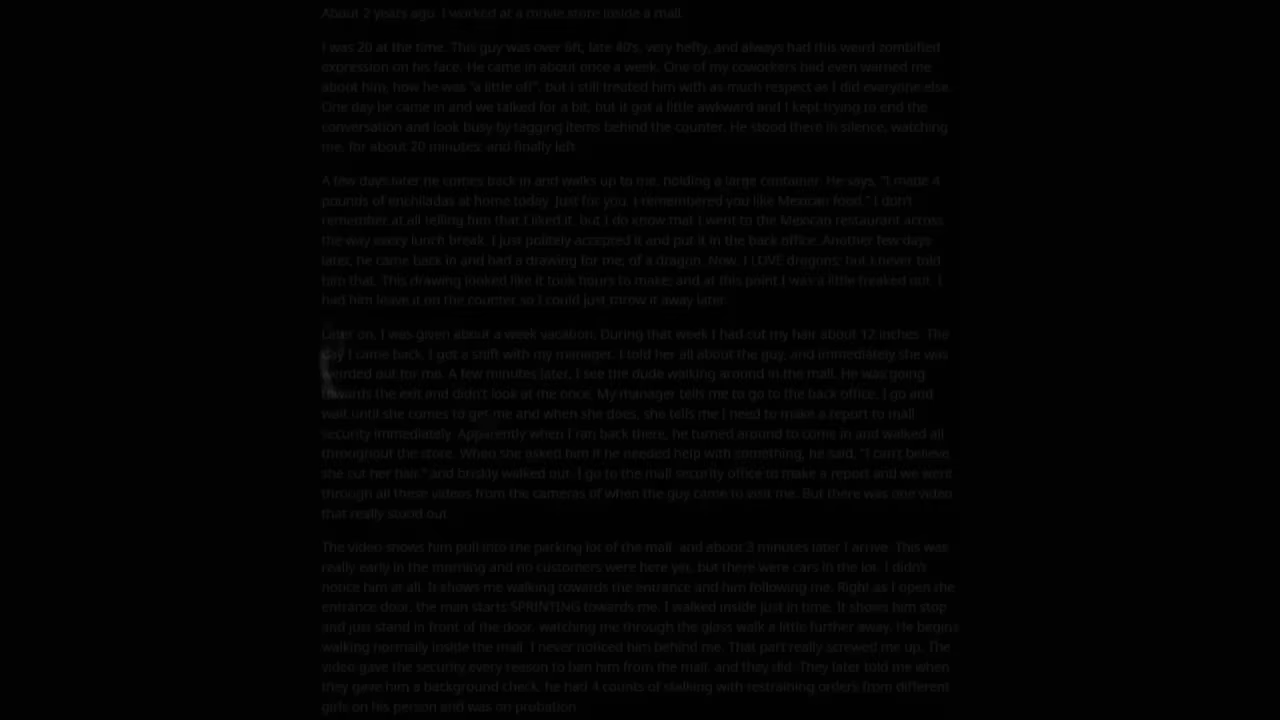 About 2 years ago, I worked at a movie store inside a mall.
I was 20 at the time. This guy was over 6ft, late 40's, very hefty, and always had this weird zombified
expression on his face. He came in about once a week. One of my coworkers had even warned me
about him, how he was "a little off", but I still treated him with as much respect as I did everyone else.
One day he came in and we talked for a bit, but it got a little awkward and I kept trying to end the
conversation and look busy by tagging items behind the counter. He stood there in silence, watching
me, for about 20 minutes; and finally left.
A few days later he comes back in and walks up to me, holding a large container. He says, "I made 4
pounds of enchiladas at home today. Just for you. I remembered you like Mexican food." I don't
remember at all telling him that I liked it, but I do know that I went to the Mexican restaurant across
the way every lunch break. I just politely accepted it and put it in the back office. Another few days
later, he came back in and had a drawing for me; of a dragon. Now, I LOVE dragons; but I never told
him that. This drawing looked like it took hours to make; and at this point I was a little freaked out. I
had him leave it on the counter so I could just throw it away later.
Later on, I was given about a week vacation. During that week I had cut my hair about 12 inches. The
day I came back, I got a shift with my manager. I told her all about the guy, and immediately she was
weirded out for me. A few minutes later, I see the dude walking around in the mall. He was going
towards the exit and didn't look at me once. My manager tells me to go to the back office. I go and
wait until she comes to get me and when she does, she tells me I need to make a report to mall
security immediately. Apparently when I ran back there, he turned around to come in and walked all
throughout the store. When she asked him if he needed help with something, he said, "I can't believe
she cut her hair." and briskly walked out. I go to the mall security office to make a report and we went
through all these videos from the cameras of when the guy came to visit me. But there was one video
that really stood out.
The video shows him pull into the parking lot of the mall, and about 3 minutes later I arrive. This was
really early in the morning and no customers were here yet, but there were cars in the lot. I didn't
notice him at all. It shows me walking towards the entrance and him following me. Right as I open the
entrance door, the man starts SPRINTING towards me. I walked inside just in time. It shows him stop
and just stand in front of the door, watching me through the glass walk a little further away. He begins
walking normally inside the mall. I never noticed him behind me. That part really screwed me up. The
video gave the security every reason to ban him from the mall, and they did. They later told me when
they gave him a background check, he had 4 counts of stalking with restraining orders from different
girls on his person and was on probation.